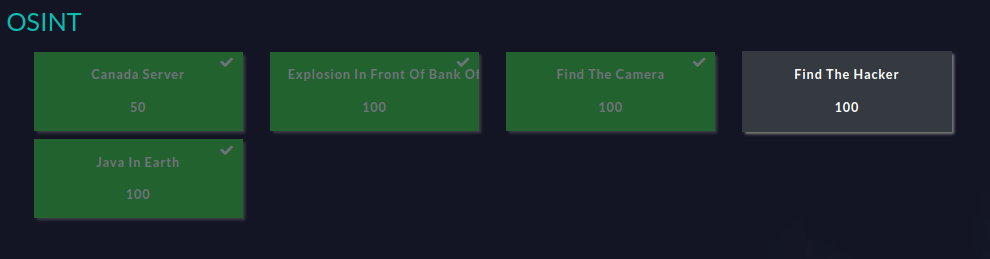 OSINT
Canada Server
50
Explosion In Front Of Bank Of
100
Find The Camera
100
Find The Hacker
100
Java In Earth
100